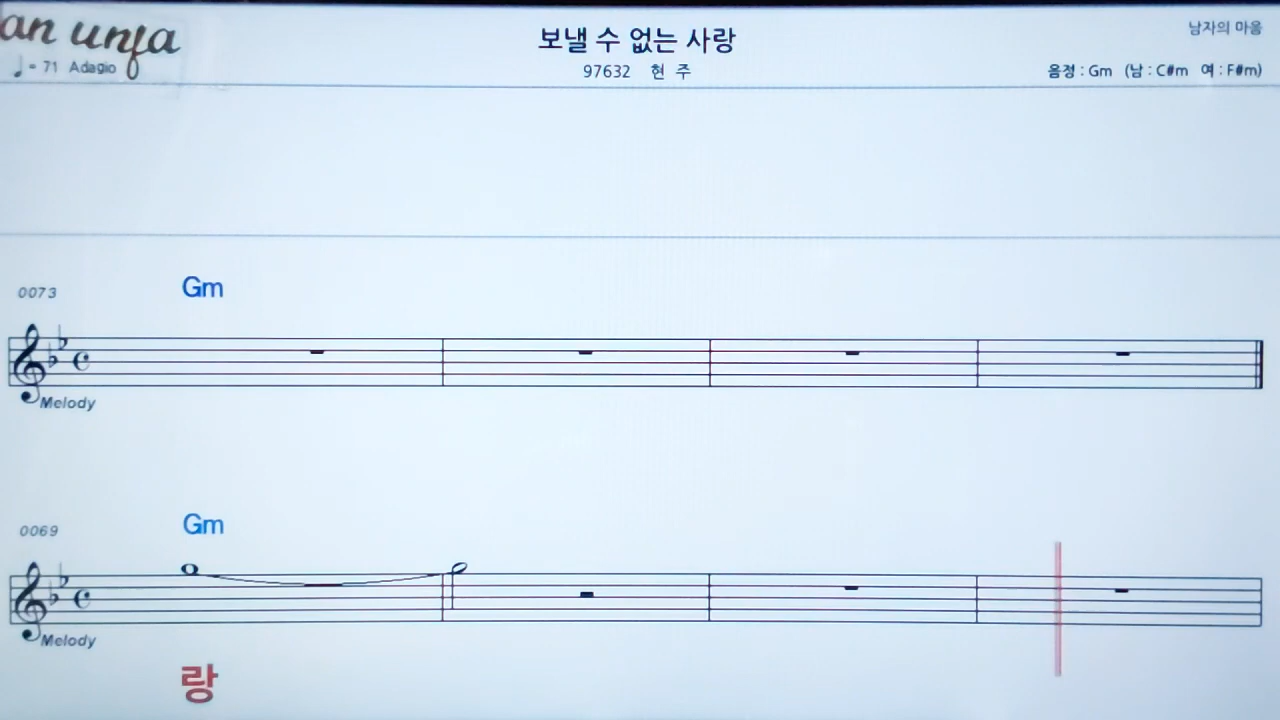 an unja
♩= 71 Adagio
보낼 수 없는 사랑
97632 현 주
남자의 마음
음정 : Gm (남 : C#m 여 : F#m)
0073
Gm
Melody
0069
Gm
Melody
랑